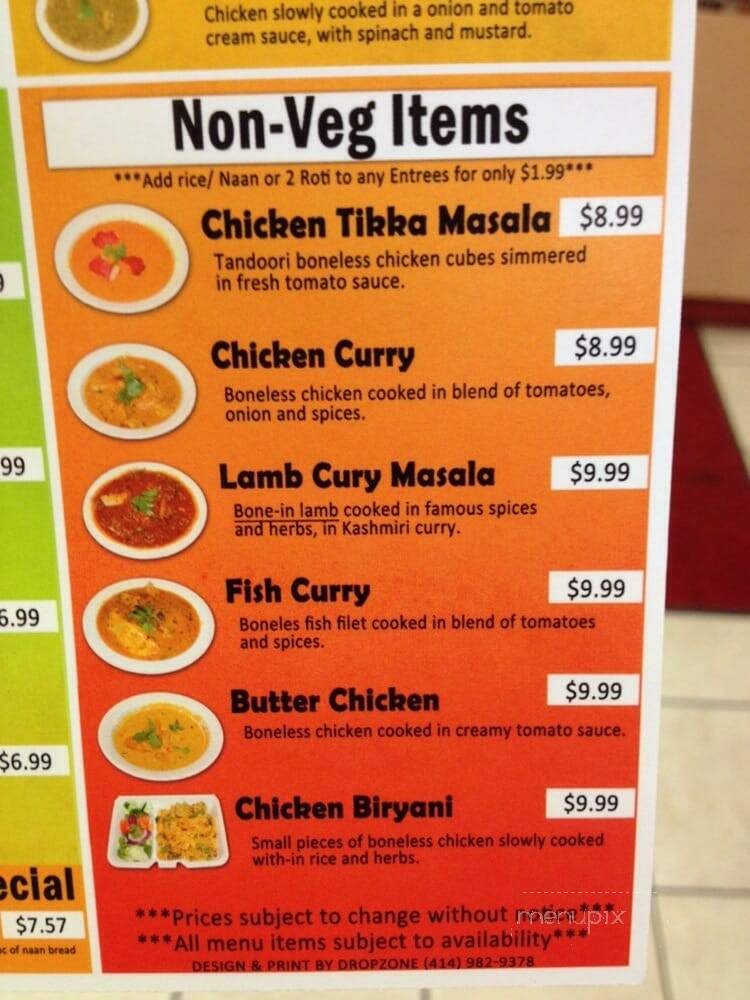 Chicken slowly cooked in a onion and tomato
cream sauce, with spinach and mustard.
Non-Veg Items
***Add rice/ Naan or 2 Roti to any Entrees for only $1.99***
Chicken Tikka Masala $8.99
Tandoori boneless chicken cubes simmered
in fresh tomato sauce.
Chicken Curry $8.99
Boneless chicken cooked in blend of tomatoes,
onion and spices.
Lamb Cury Masala $9.99
Bone-in lamb cooked in famous spices
and herbs, in Kashmiri curry.
Fish Curry $9.99
Boneles fish filet cooked in blend of tomatoes
and spices.
Butter Chicken $9.99
Boneless chicken cooked in creamy tomato sauce.
Chicken Biryani $9.99
Small pieces of boneless chicken slowly cooked
with-in rice and herbs.
***Prices subject to change without notice***
***All menu items subject to availability***
DESIGN & PRINT BY DROPZONE (414) 982-9378
99
6.99
$6.99
ecial
$7.57
oc of naan bread
menupix